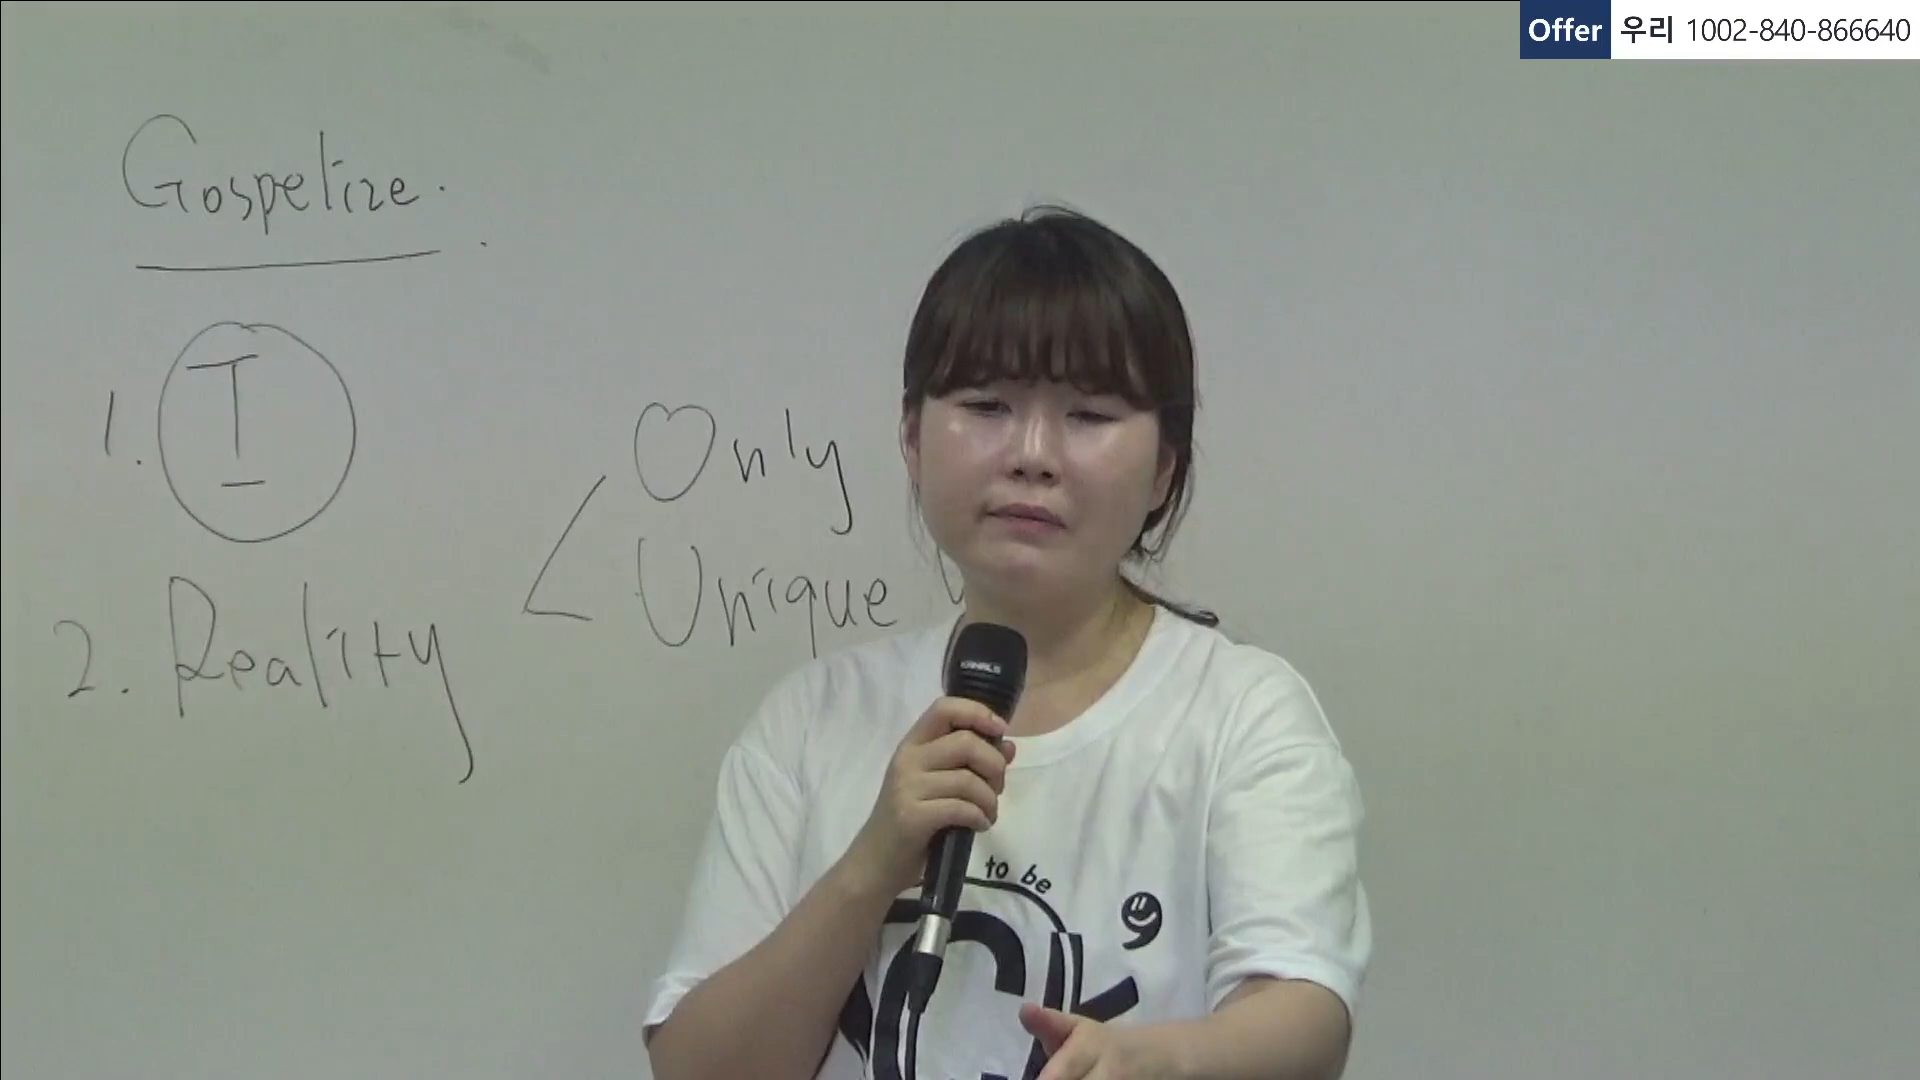 Offer 우리 1002-840-866640
Gospelize.
1. I
Only
Unique
2. Reality
to be